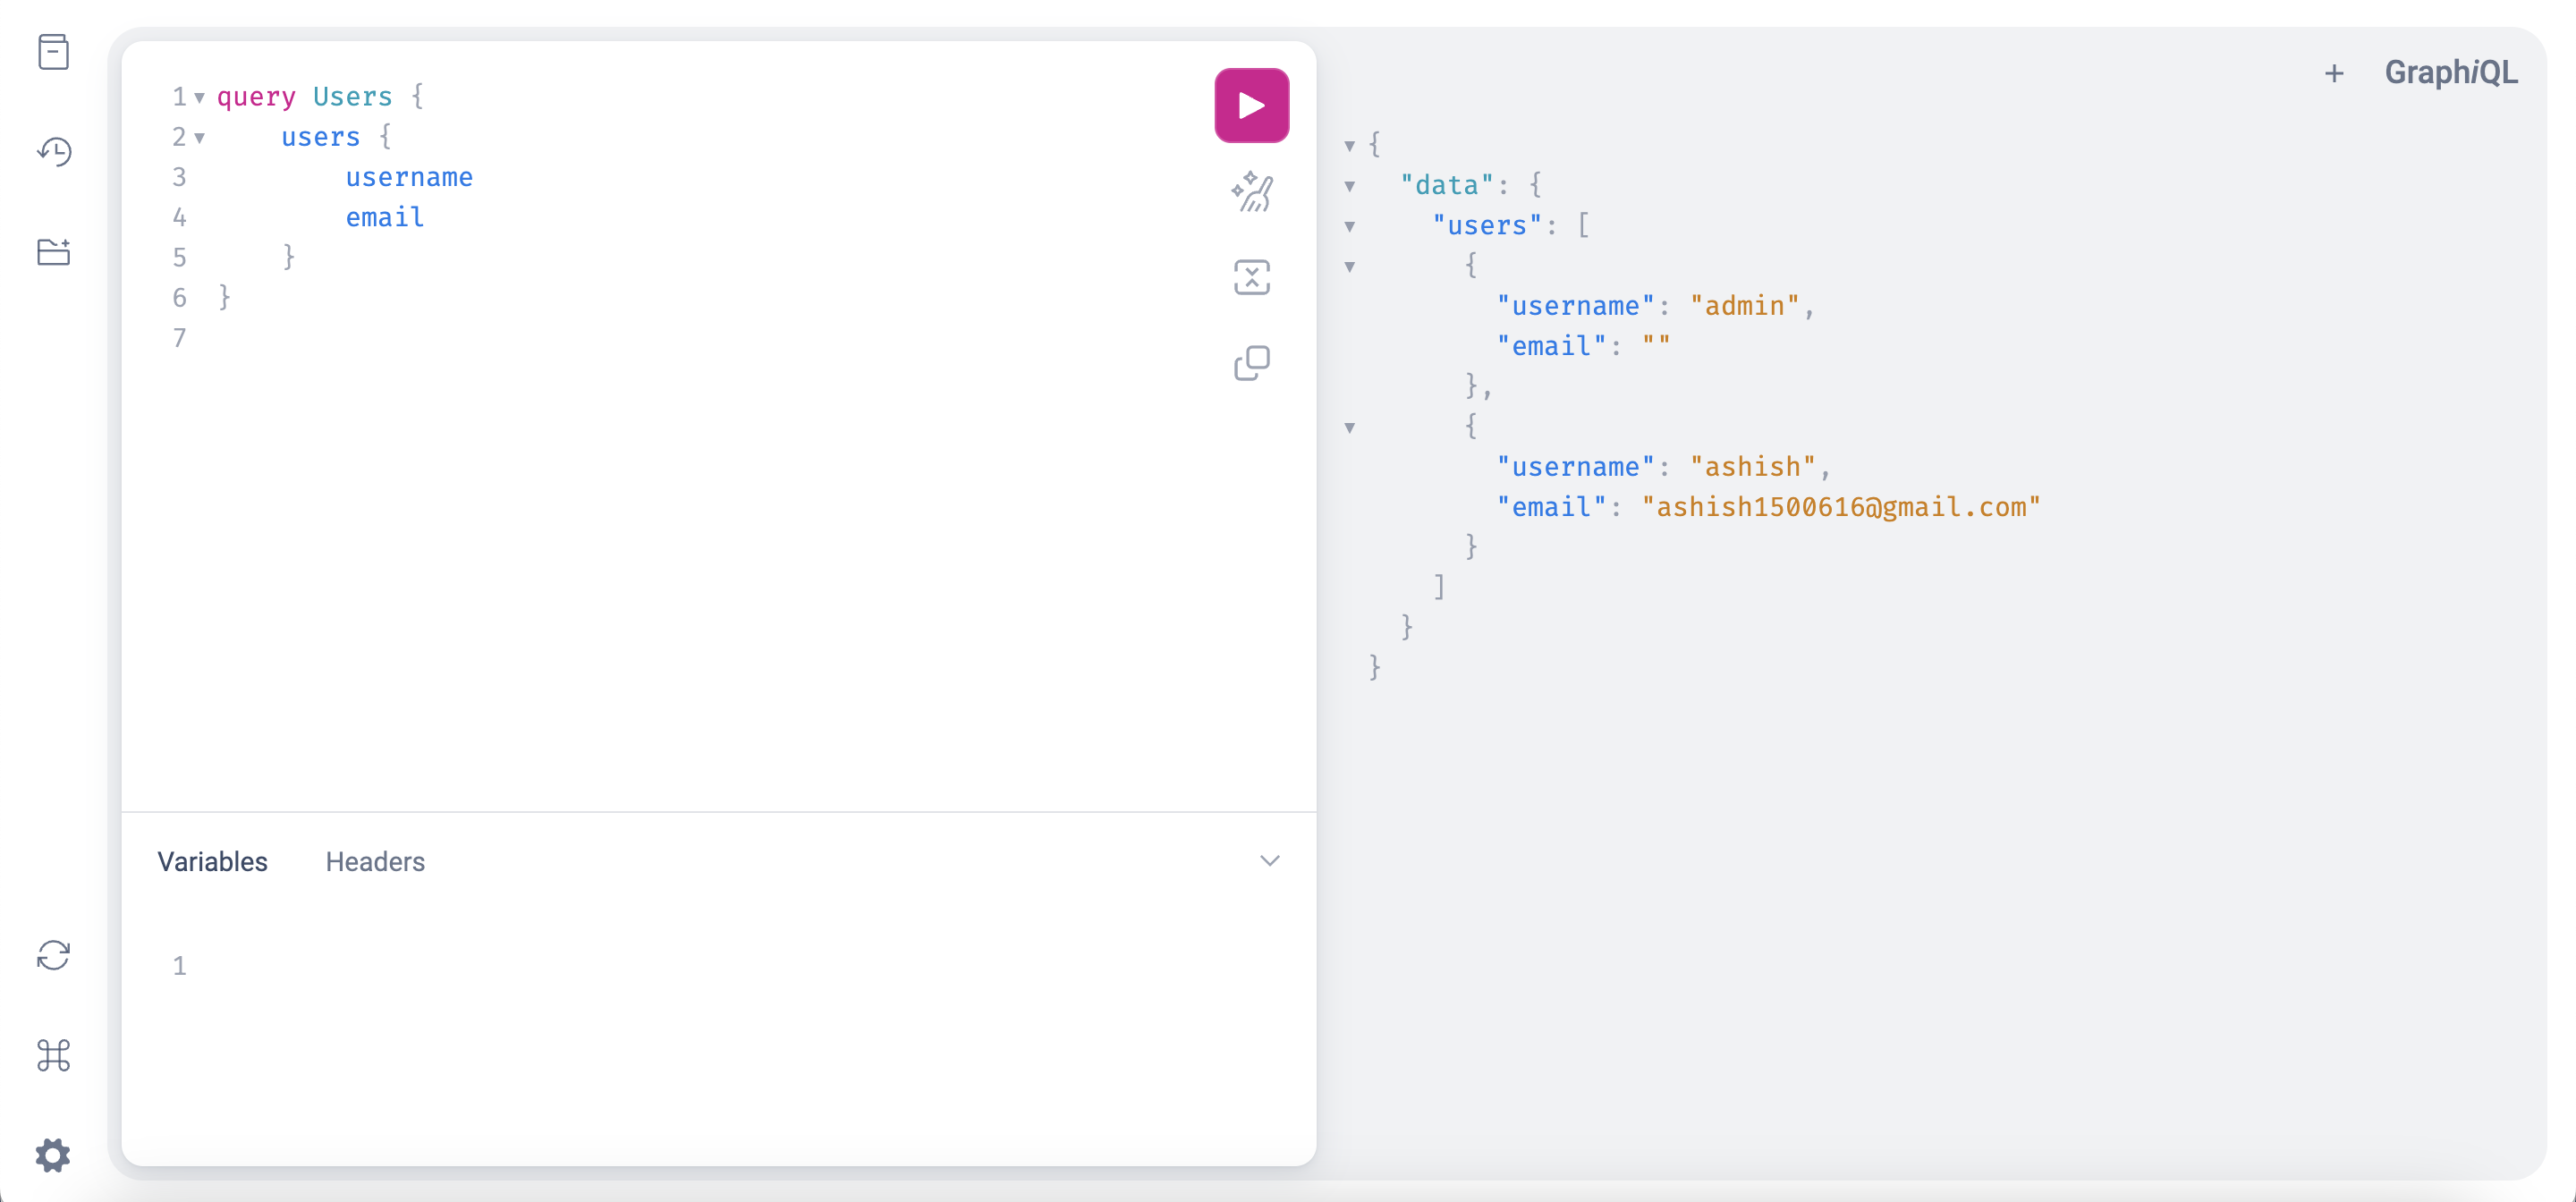 1 query Users {
2     users {
3         username
4         email
5     }
6 }
7
Variables Headers
1
+ GraphiQL
{
  "data": {
    "users": [
      {
        "username": "admin",
        "email": ""
      },
      {
        "username": "ashish",
        "email": "ashish1500616@gmail.com"
      }
    ]
  }
}